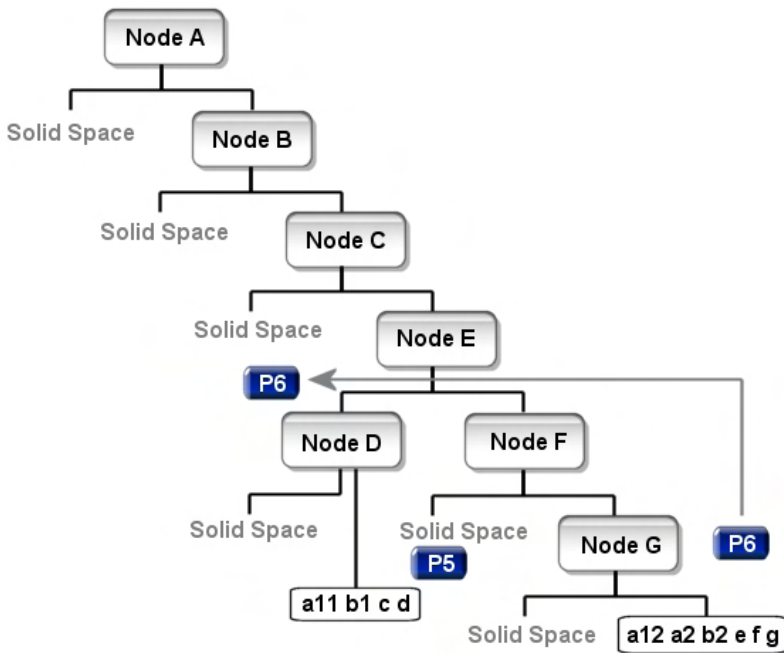 Node A
Solid Space
Node B
Solid Space
Node C
Solid Space
Node E
P6
Node D
Node F
Solid Space
Solid Space
P5
Node G
P6
a11 b1 c d
Solid Space
a12 a2 b2 e f g